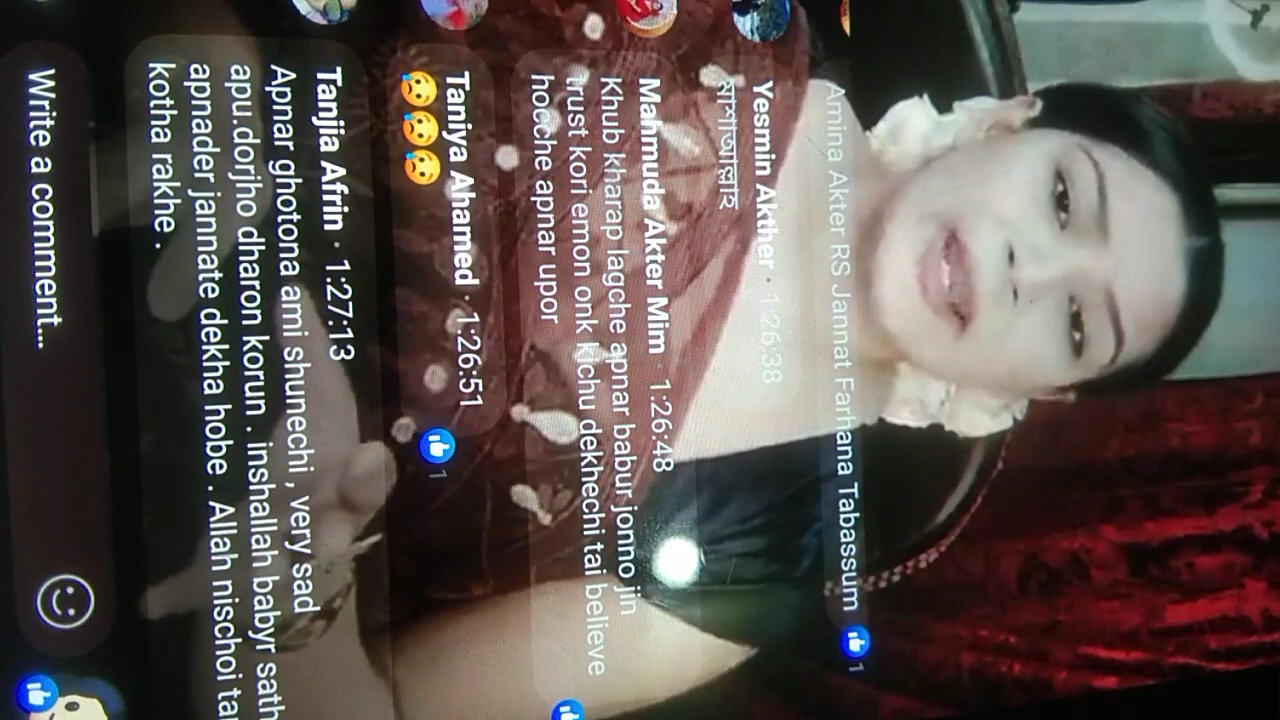 Amina Akter RS Jannat Farhana Tabassum
1
Yesmin Akther · 1:26:38
মাশাআল্লাহ
Mahmuda Akter Mim · 1:26:48
Khub kharap lagche apnar babur jonno jin
trust kori emon onk kichu dekhechi tai believe
hocche apnar upor
Taniya Ahamed · 1:26:51
1
Tanjia Afrin · 1:27:13
Apnar ghotona ami shunechi , very sad
apu.dorjho dharon korun . inshallah babyr sath
apnader jannate dekha hobe . Allah nischoi tar
kotha rakhe .
Write a comment...